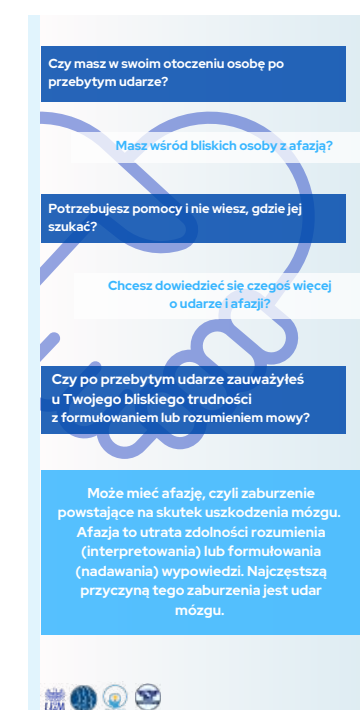 Czy masz w swoim otoczeniu osobę po
przebytym udarze?
Masz wśród bliskich osoby z afazją?
Potrzebujesz pomocy i nie wiesz, gdzie jej
szukać?
Chcesz dowiedzieć się czegoś więcej
o udarze i afazji?
Czy po przebytym udarze zauważyłeś
u Twojego bliskiego trudności
z formułowaniem lub rozumieniem mowy?
Może mieć afazję, czyli zaburzenie
powstające na skutek uszkodzenia mózgu.
Afazja to utrata zdolności rozumienia
(interpretowania) lub formułowania
(nadawania) wypowiedzi. Najczęstszą
przyczyną tego zaburzenia jest udar
mózgu.